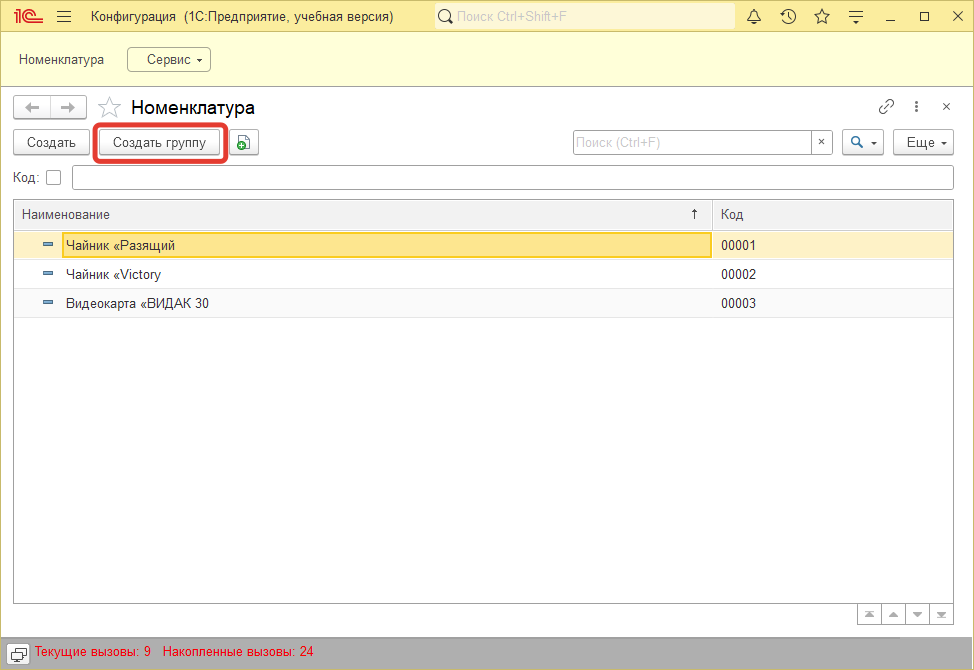 1С Конфигурация (1С:Предприятие, учебная версия) Поиск Ctrl+Shift+F
Номенклатура Сервис
Номенклатура
Создать Создать группу Поиск (Ctrl+F) × Еще
Код:
Наименование ↑ Код
Чайник «Разящий 00001
Чайник «Victory 00002
Видеокарта «ВИДАК 30 00003
Текущие вызовы: 9 Накопленные вызовы: 24